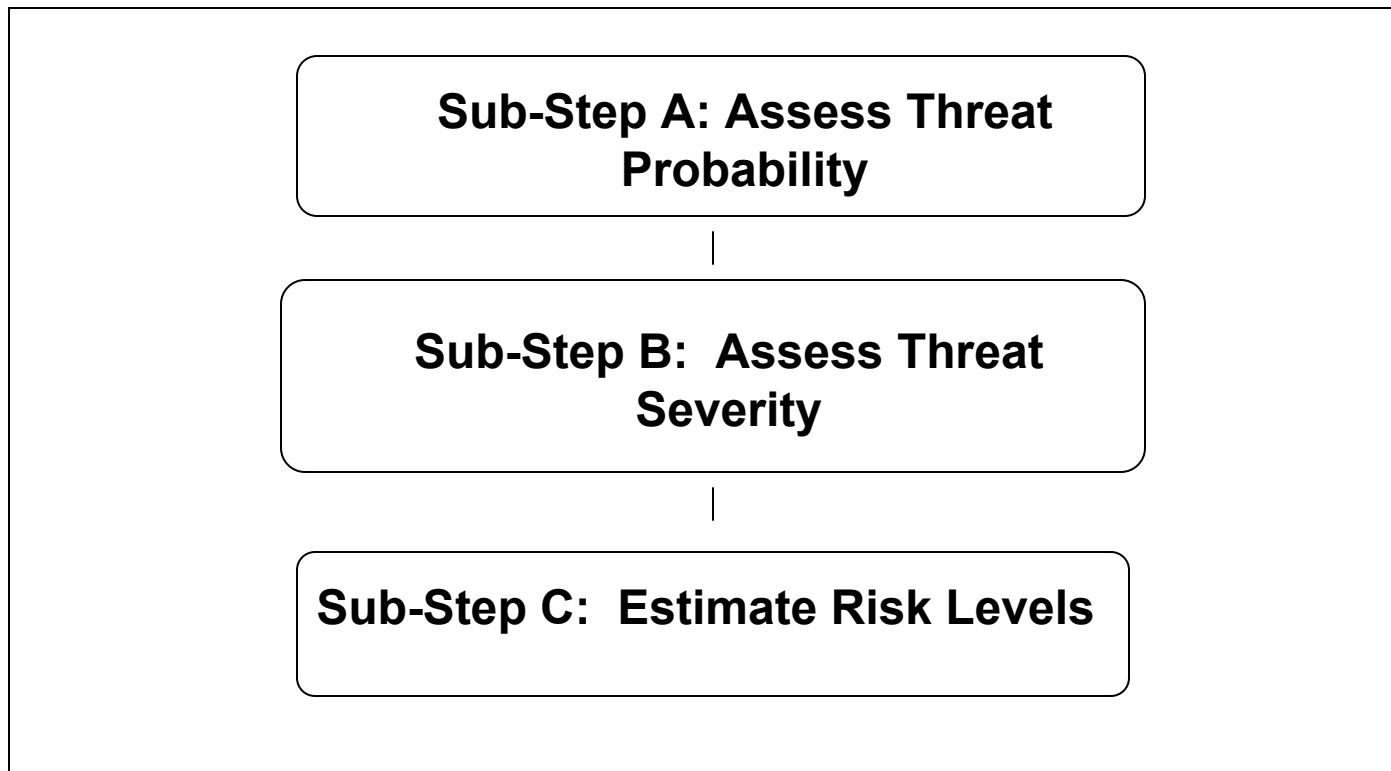 Sub-Step A: Assess Threat
Probability
Sub-Step B:  Assess Threat
Severity
Sub-Step C:  Estimate Risk Levels